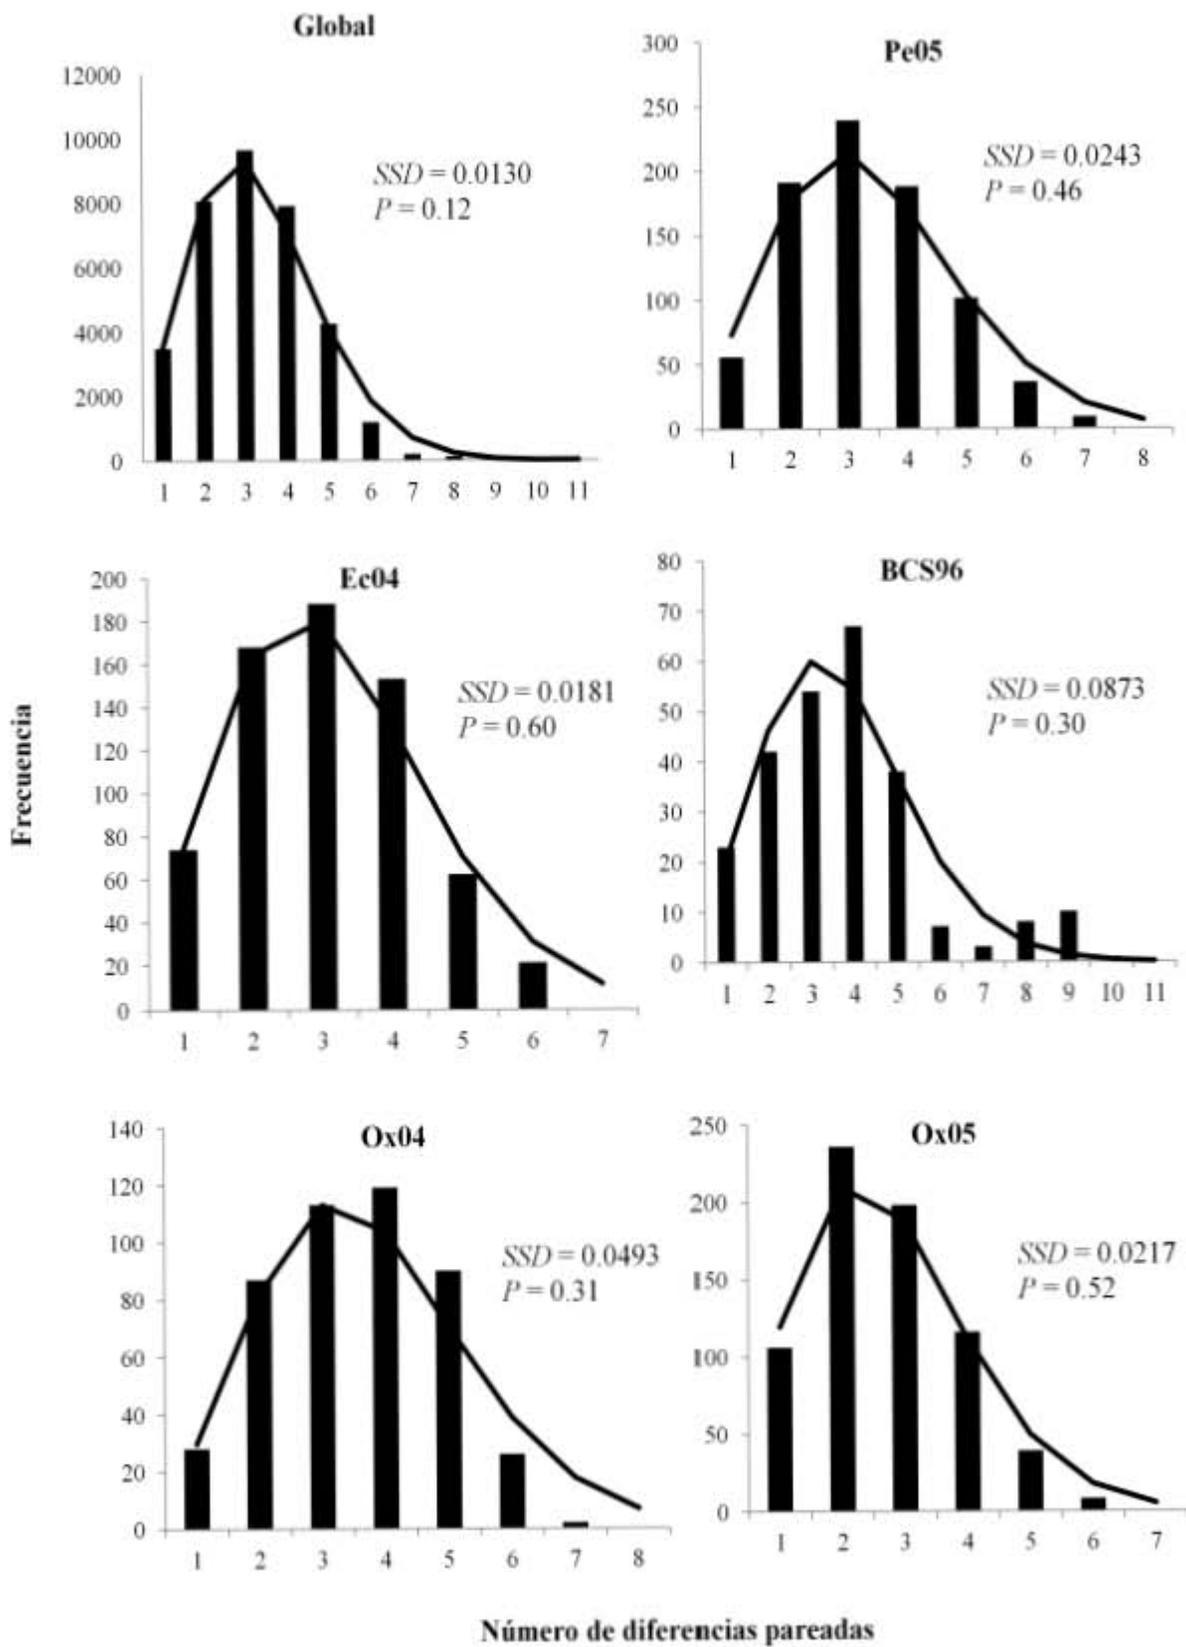 Global
12000
10000
8000
6000
4000
2000
0
SSD = 0.0130
P = 0.12
1 2 3 4 5 6 7 8 9 10 11
Pe05
300
250
200
150
100
50
0
SSD = 0.0243
P = 0.46
1 2 3 4 5 6 7 8
Frecuencia
Ec04
200
180
160
140
120
100
80
60
40
20
0
SSD = 0.0181
P = 0.60
1 2 3 4 5 6 7
BCS96
80
70
60
50
40
30
20
10
0
SSD = 0.0873
P = 0.30
1 2 3 4 5 6 7 8 9 10 11
Ox04
140
120
100
80
60
40
20
0
SSD = 0.0493
P = 0.31
1 2 3 4 5 6 7 8
Ox05
250
200
150
100
50
0
SSD = 0.0217
P = 0.52
1 2 3 4 5 6 7
Número de diferencias pareadas